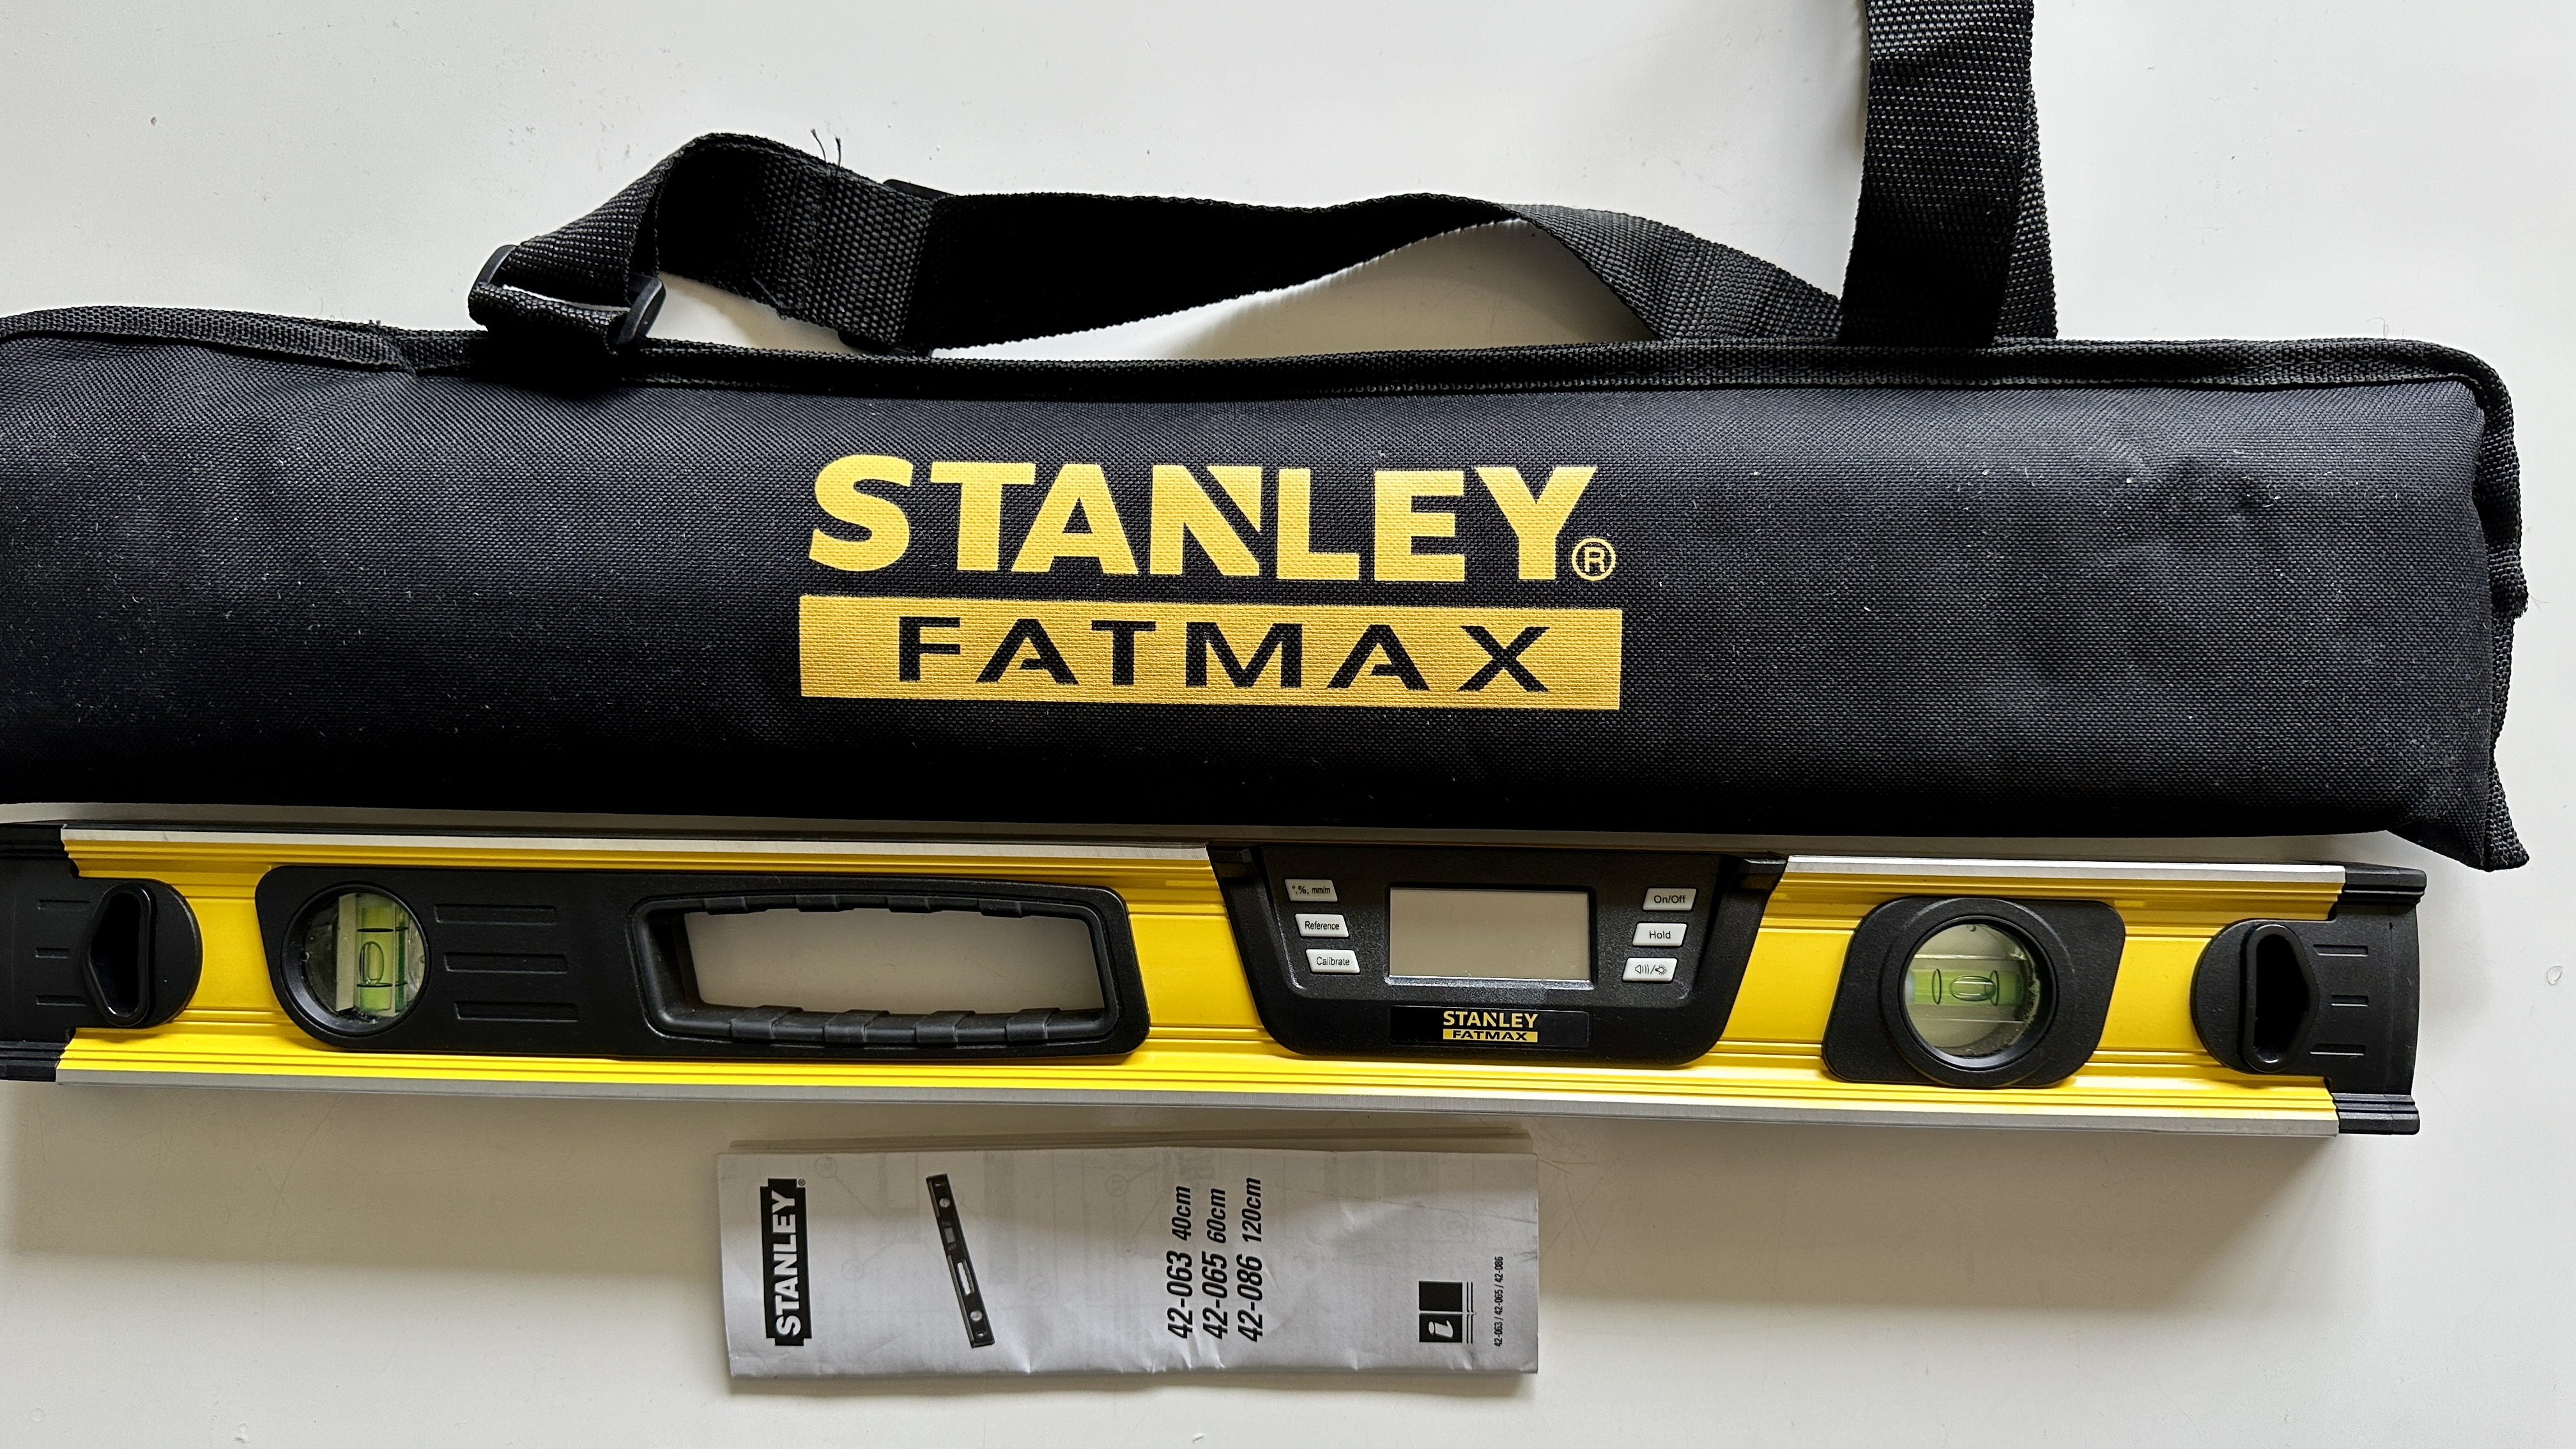 STANLEY®
FATMAX
°,%, mm/m
Reference
Calibrate
On/Off
Hold
STANLEY
FATMAX
STANLEY®
42-063 40cm
42-065 60cm
42-086 120cm
i
42-063 / 42-065 / 42-086